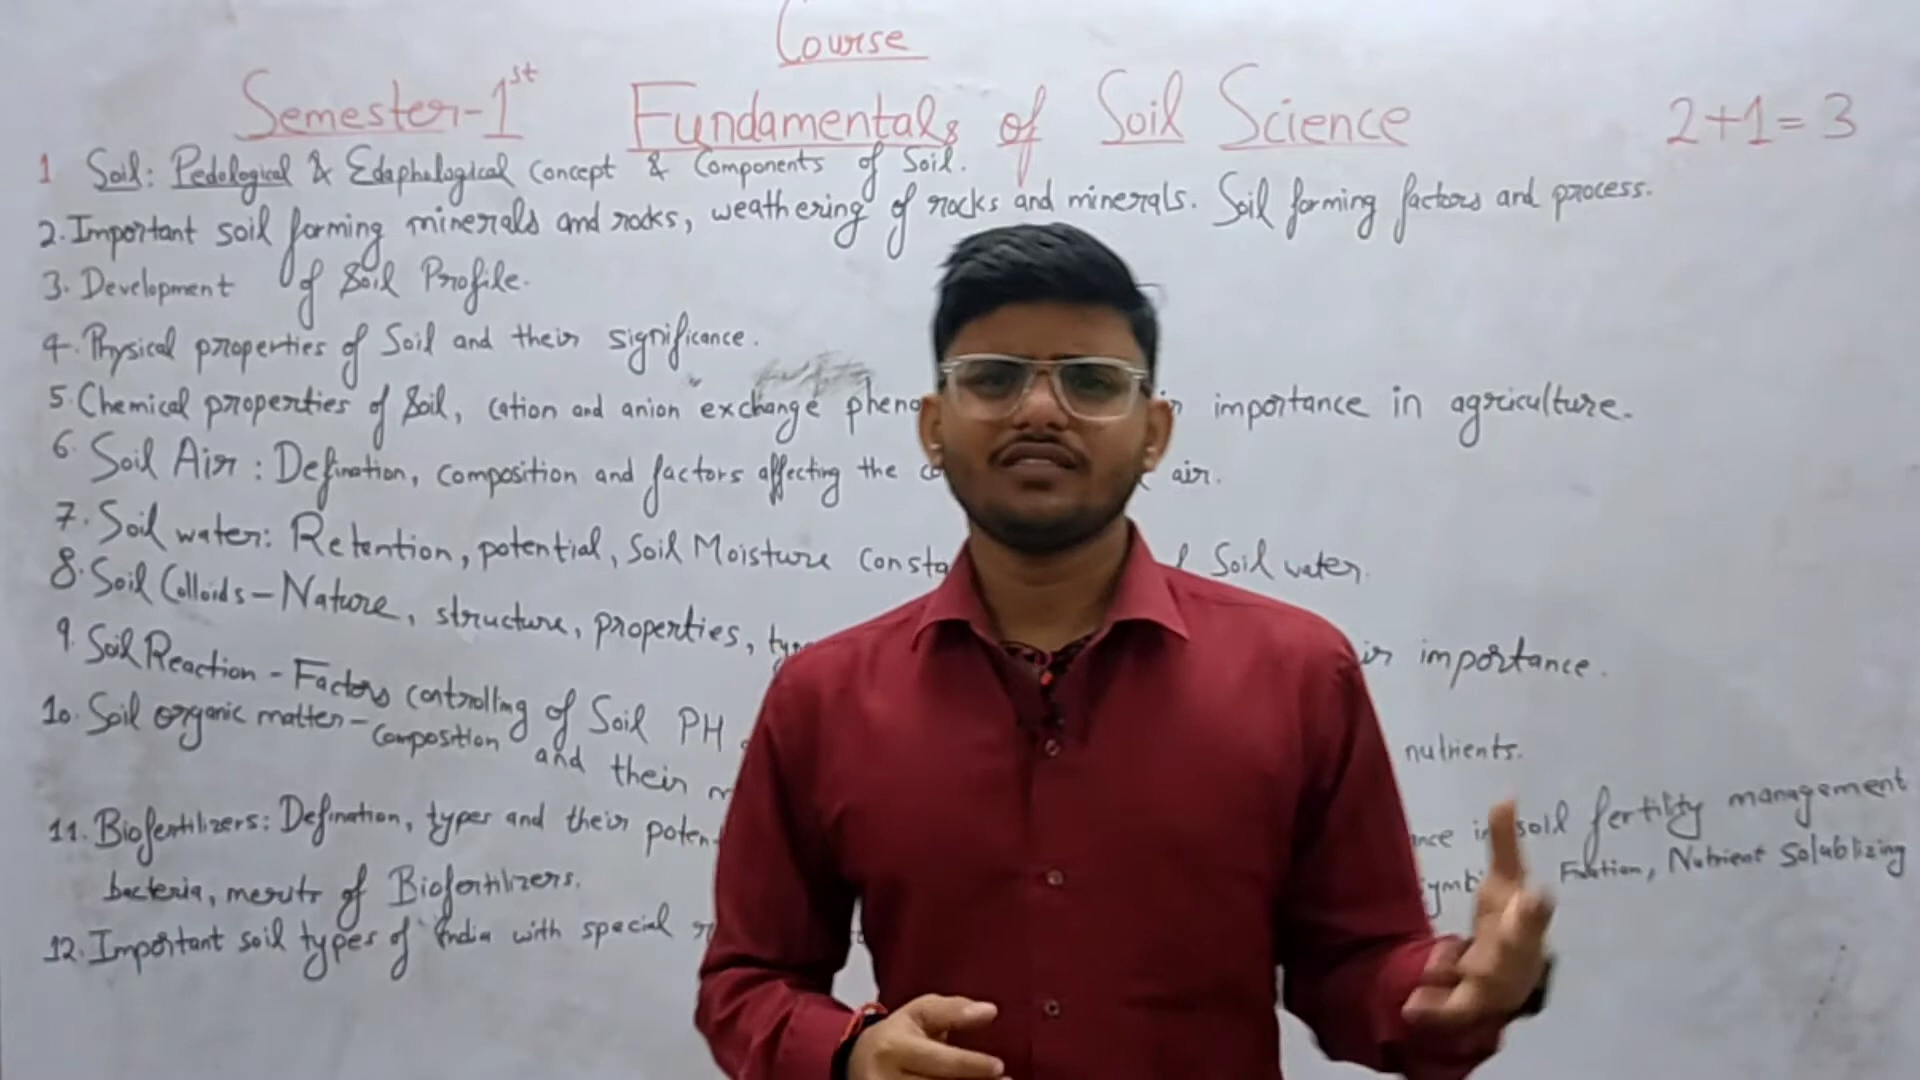 Course
Semester-1st Fundamentals of Soil Science 2+1=3
1 Soil: Pedological & Edaphological concept & Components of Soil.
2. Important soil forming minerals and rocks, weathering of rocks and minerals. Soil forming factors and process.
3. Development of Soil Profile.
4. Physical properties of Soil and their significance.
5. Chemical properties of Soil, cation and anion exchange importance in agriculture.
6. Soil Air: Defination, composition and factors affecting the air.
7. Soil water: Retention, potential, Soil Moisture Soil water.
8. Soil Colloids - Nature, structure, properties, importance.
9. Soil Reaction - Factors controlling of Soil PH
10. Soil organic matter - Composition and their nutrients.
11. Biofertilizers: Defination, types and their in soil fertility management
bacteria, merits of Biofertilizers. Nutrient Solublizing
12. Important soil types of India with special